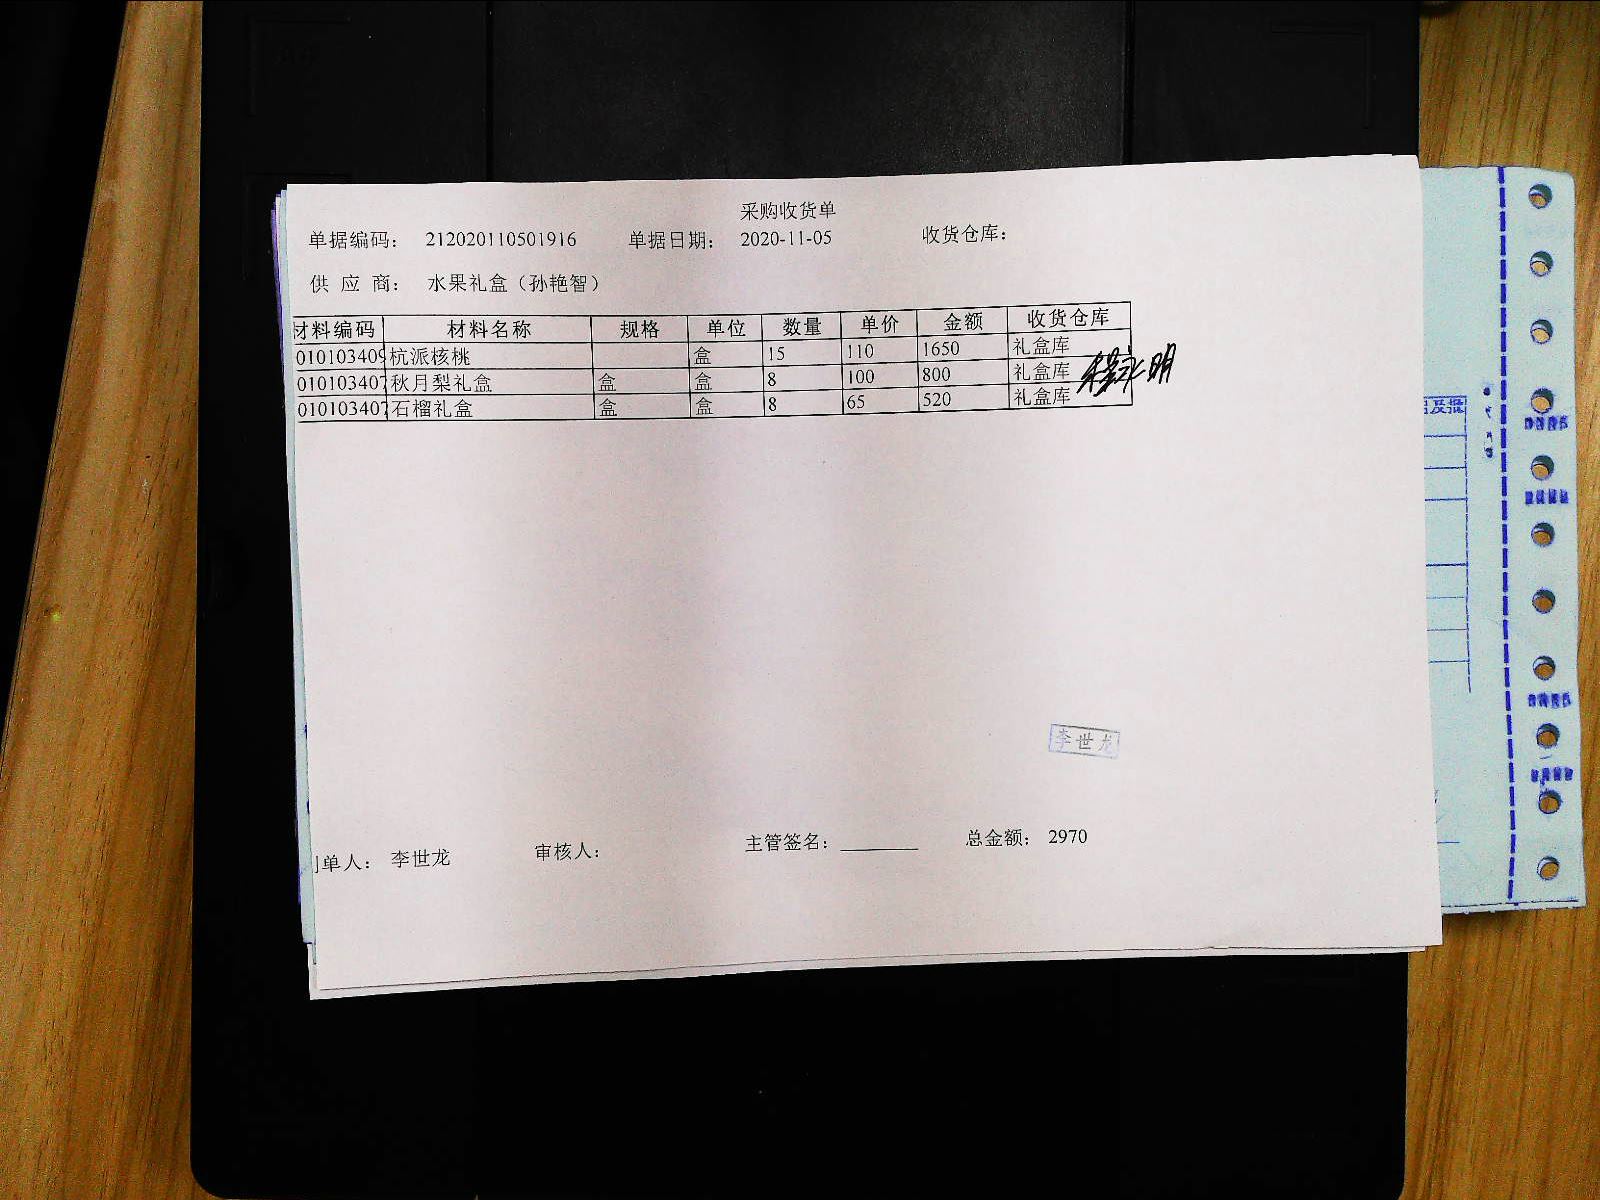 采购收货单
单据编码： 212020110501916 单据日期： 2020-11-05 收货仓库：
供 应 商： 水果礼盒（孙艳智）
材料编码 材料名称 规格 单位 数量 单价 金额 收货仓库
010103409 杭派核桃 盒 15 110 1650 礼盒库
010103407 秋月梨礼盒 盒 盒 8 100 800 礼盒库
010103407 石榴礼盒 盒 盒 8 65 520 礼盒库
李世龙
单人： 李世龙 审核人： 主管签名： 总金额： 2970